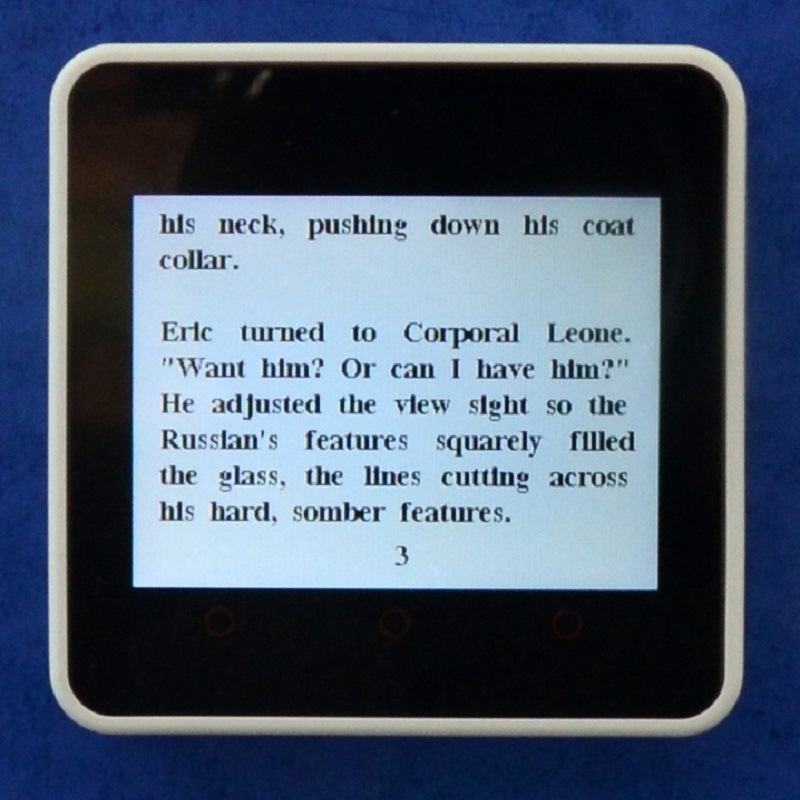 his neck, pushing down his coat
collar.
Eric turned to Corporal Leone.
"Want him? Or can I have him?"
He adjusted the view sight so the
Russian's features squarely filled
the glass, the lines cutting across
his hard, somber features.
3